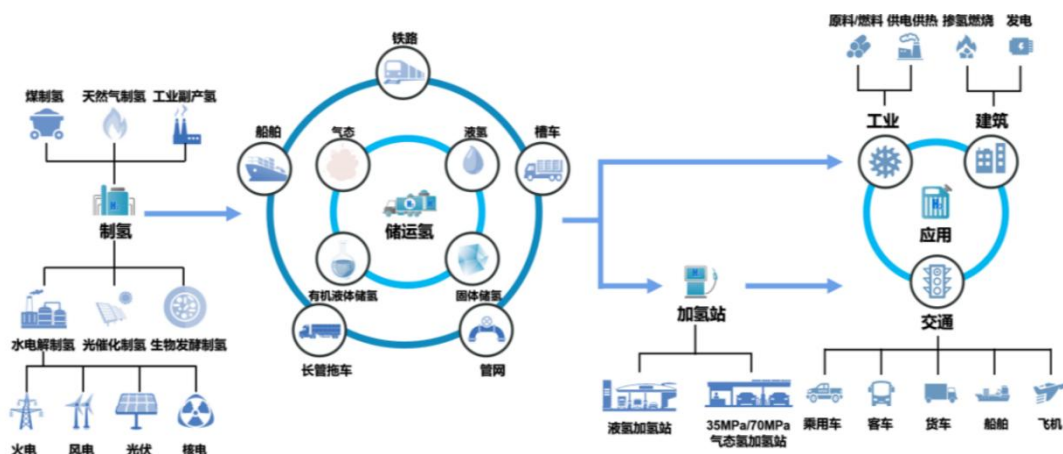 煤制氢
天然气制氢
工业副产氢
制氢
水电解制氢
光催化制氢
生物发酵制氢
火电
风电
光伏
核电
铁路
船舶
槽车
气态
液氢
储运氢
有机液体储氢
固体储氢
长管拖车
管网
加氢站
液氢加氢站
35MPa/70MPa
气态氢加氢站
原料/燃料
供电供热
掺氢燃烧
发电
工业
建筑
应用
交通
乘用车
客车
货车
船舶
飞机